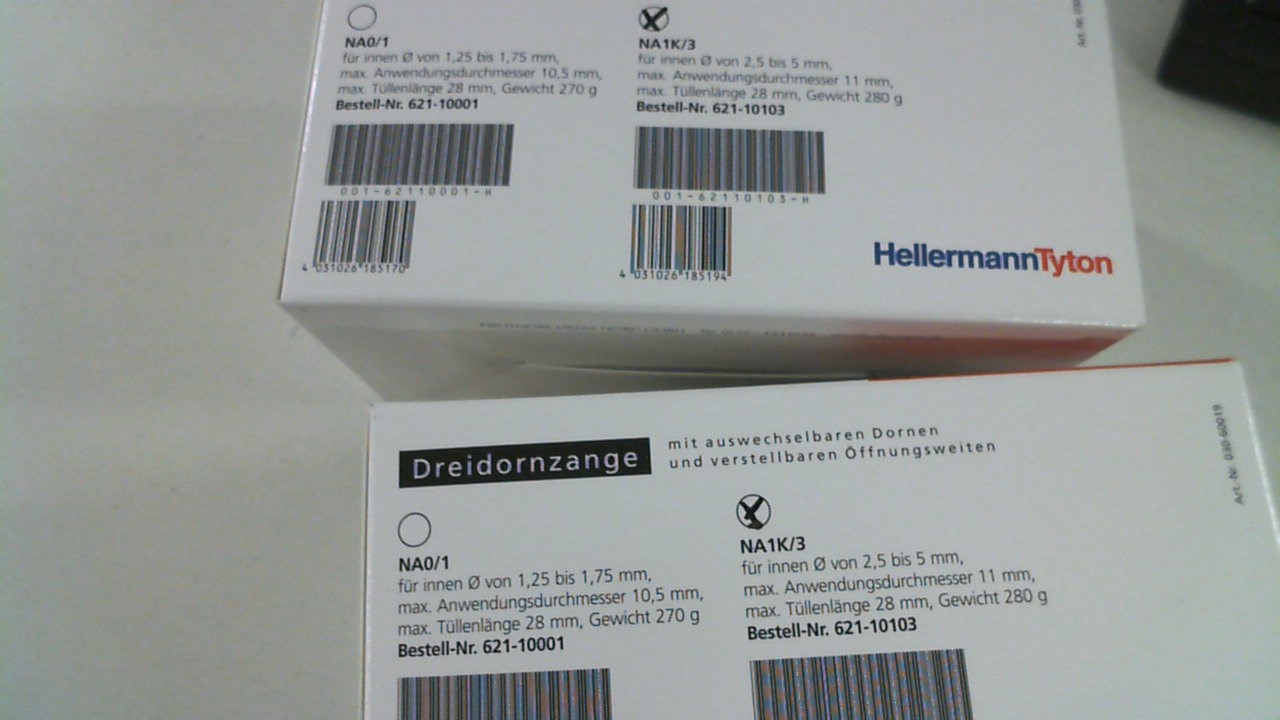 NA0/1
für innen Ø von 1,25 bis 1,75 mm,
max. Anwendungsdurchmesser 10,5 mm,
max. Tüllenlänge 28 mm, Gewicht 270 g
Bestell-Nr. 621-10001
001-62110001-H
4 031026 185170
NA1K/3
für innen Ø von 2,5 bis 5 mm,
max. Anwendungsdurchmesser 11 mm,
max. Tüllenlänge 28 mm, Gewicht 280 g
Bestell-Nr. 621-10103
001-62110103-H
4 031026 185194
Art.-Nr.
HellermannTyton
Dreidornzange
mit auswechselbaren Dornen
und verstellbaren Öffnungsweiten
Art.-Nr. 0380-60019
NA0/1
für innen Ø von 1,25 bis 1,75 mm,
max. Anwendungsdurchmesser 10,5 mm,
max. Tüllenlänge 28 mm, Gewicht 270 g
Bestell-Nr. 621-10001
NA1K/3
für innen Ø von 2,5 bis 5 mm,
max. Anwendungsdurchmesser 11 mm,
max. Tüllenlänge 28 mm, Gewicht 280 g
Bestell-Nr. 621-10103